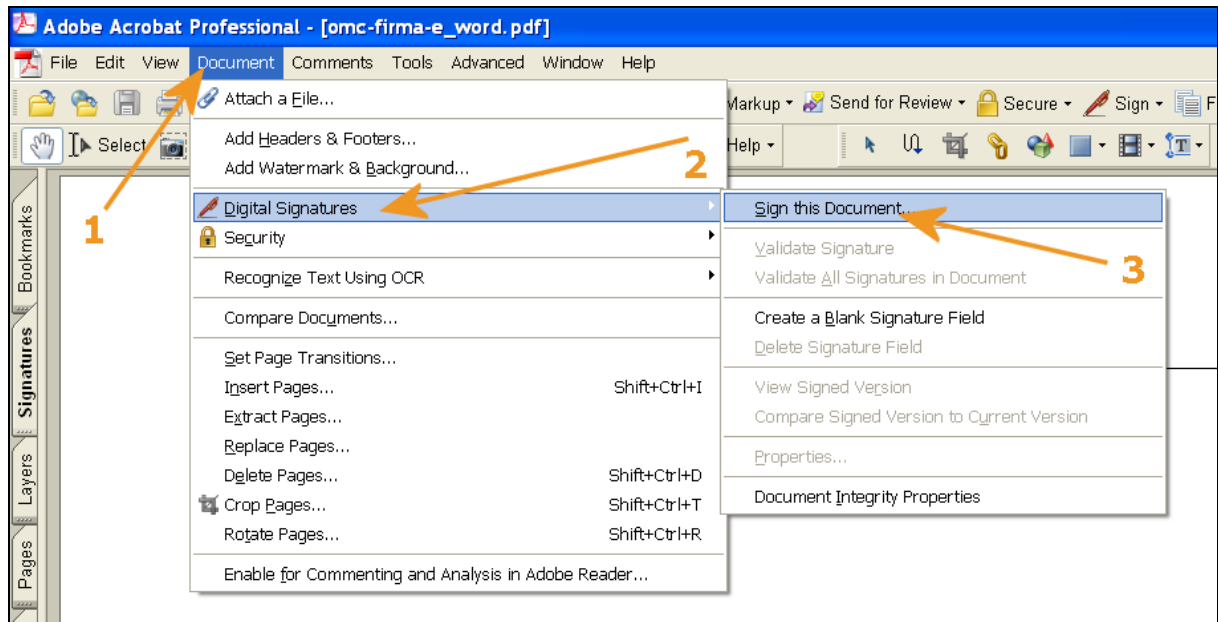 Adobe Acrobat Professional - [omc-firma-e_word.pdf]
File Edit View Document Comments Tools Advanced Window Help
Attach a File...
Markup Send for Review Secure Sign F
Select
Add Headers & Footers...
Help
Add Watermark & Background...
1
2
3
Digital Signatures
Security
Recognize Text Using OCR
Compare Documents...
Set Page Transitions...
Insert Pages... Shift+Ctrl+I
Extract Pages...
Replace Pages...
Delete Pages... Shift+Ctrl+D
Crop Pages... Shift+Ctrl+T
Rotate Pages... Shift+Ctrl+R
Enable for Commenting and Analysis in Adobe Reader...
Sign this Document...
Validate Signature
Validate All Signatures in Document
Create a Blank Signature Field
Delete Signature Field
View Signed Version
Compare Signed Version to Current Version
Properties...
Document Integrity Properties
Bookmarks
Signatures
Layers
Pages